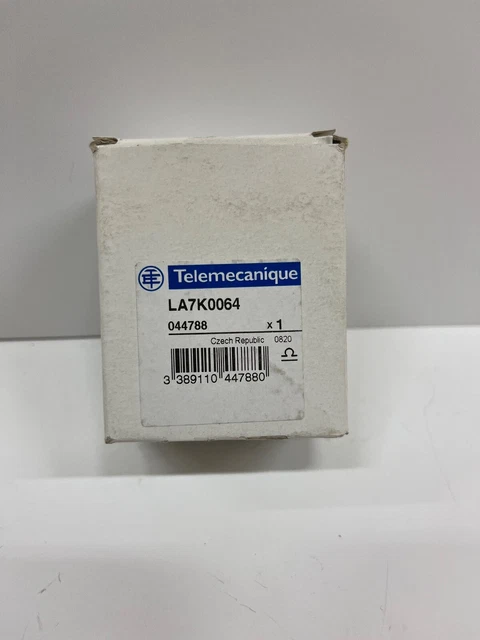 Telemecanique
LA7K0064
044788 x 1
Czech Republic 0820
3 389110 447880